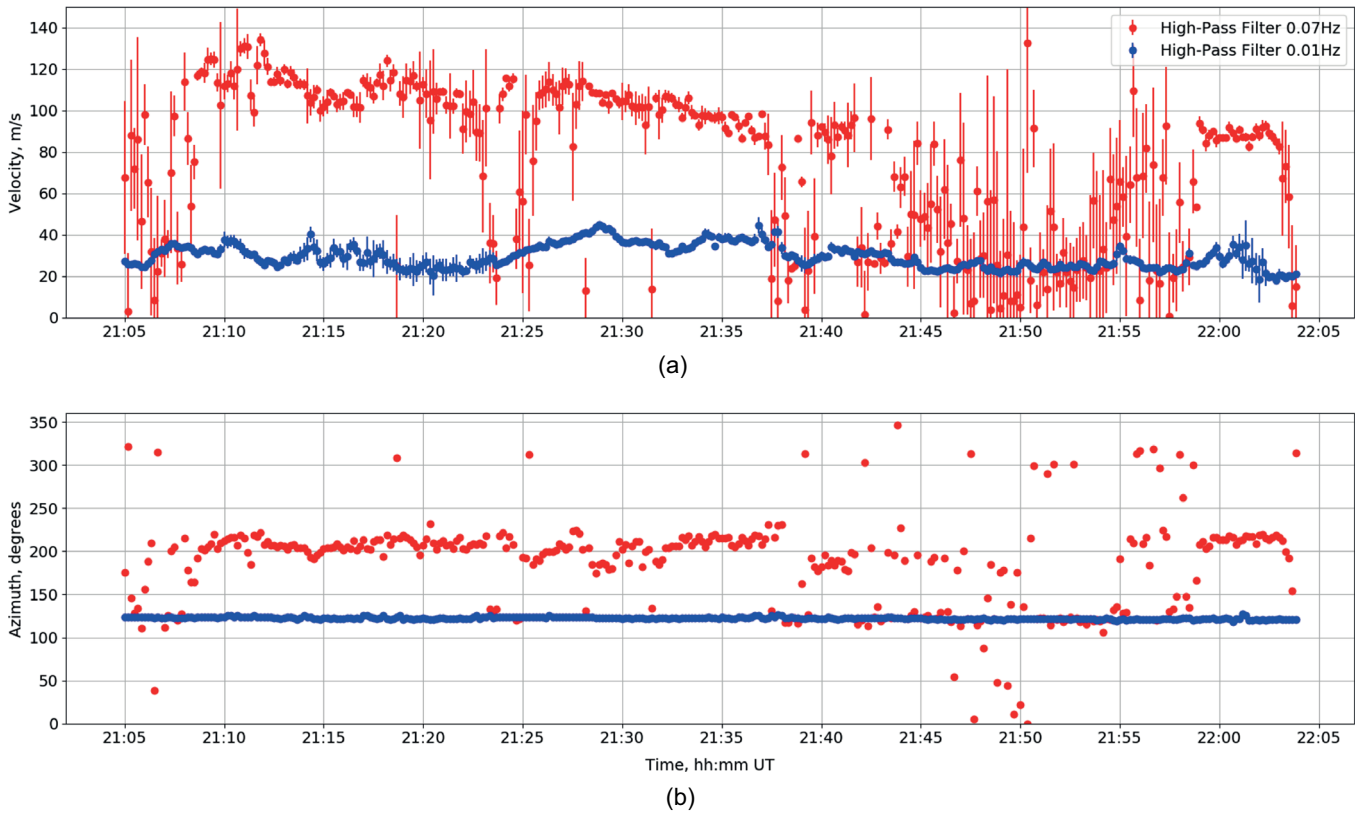 140
120
100
80
60
40
20
0
Velocity, m/s
High-Pass Filter 0.07Hz
High-Pass Filter 0.01Hz
21:05 21:10 21:15 21:20 21:25 21:30 21:35 21:40 21:45 21:50 21:55 22:00 22:05
(a)
350
300
250
200
150
100
50
0
Azimuth, degrees
21:05 21:10 21:15 21:20 21:25 21:30 21:35 21:40 21:45 21:50 21:55 22:00 22:05
Time, hh:mm UT
(b)